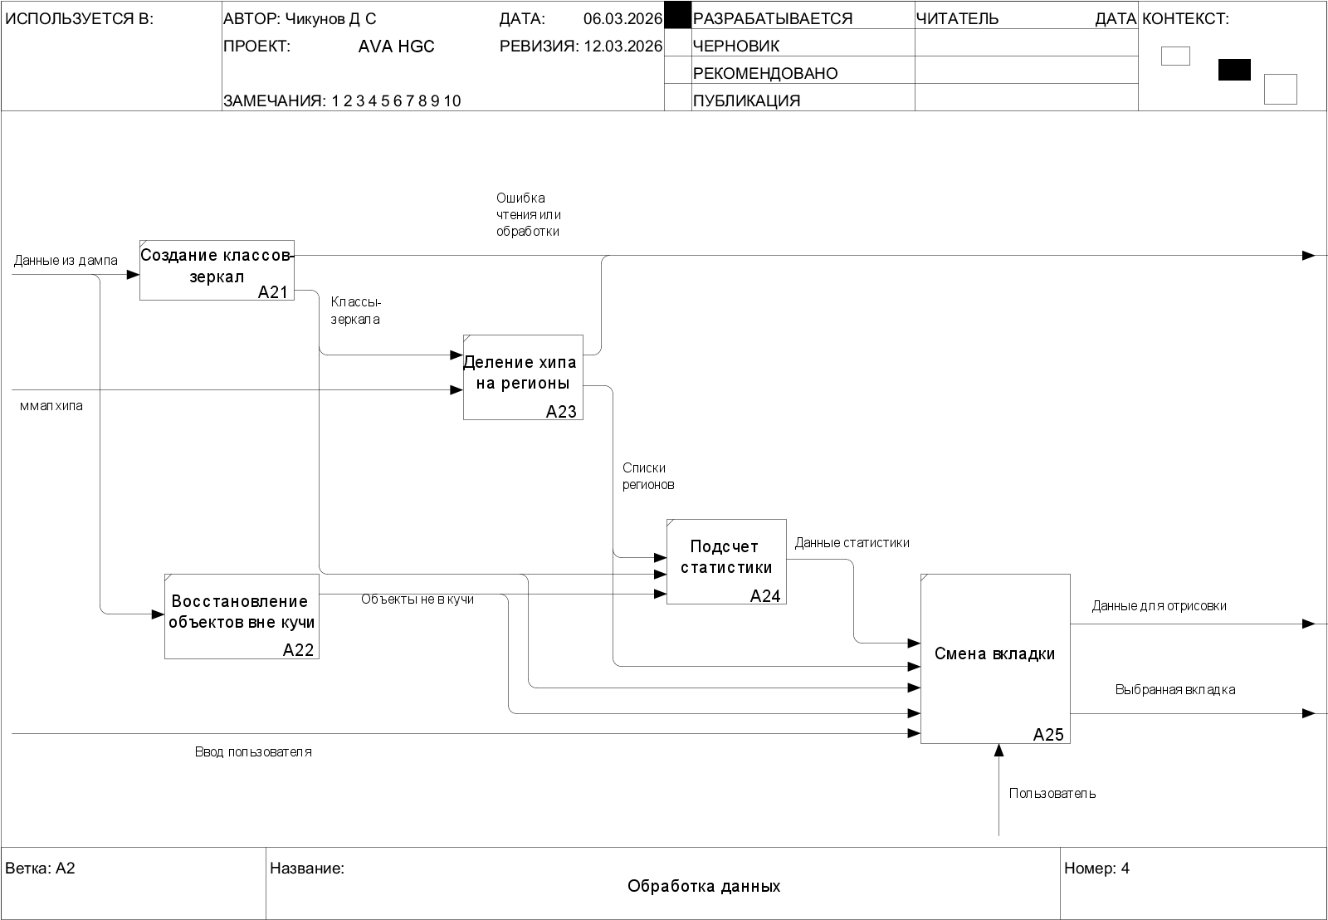 ИСПОЛЬЗУЕТСЯ В:
АВТОР: Чикунов Д С
ДАТА: 06.03.2026
РАЗРАБАТЫВАЕТСЯ
ЧИТАТЕЛЬ
ДАТА
КОНТЕКСТ:
ПРОЕКТ: AVA HGC
РЕВИЗИЯ: 12.03.2026
ЧЕРНОВИК
РЕКОМЕНДОВАНО
ЗАМЕЧАНИЯ: 1 2 3 4 5 6 7 8 9 10
ПУБЛИКАЦИЯ
Ошибка
чтения или
обработки
Данные из дампа
Создание классов-
зеркал
A21
Классы-
зеркала
Деление хипа
на регионы
A23
ммап хипа
Списки
регионов
Подсчет
статистики
A24
Данные статистики
Восстановление
объектов вне кучи
A22
Объекты не в кучи
Данные для отрисовки
Смена вкладки
A25
Выбранная вкладка
Ввод пользователя
Пользователь
Ветка: A2
Название:
Обработка данных
Номер: 4